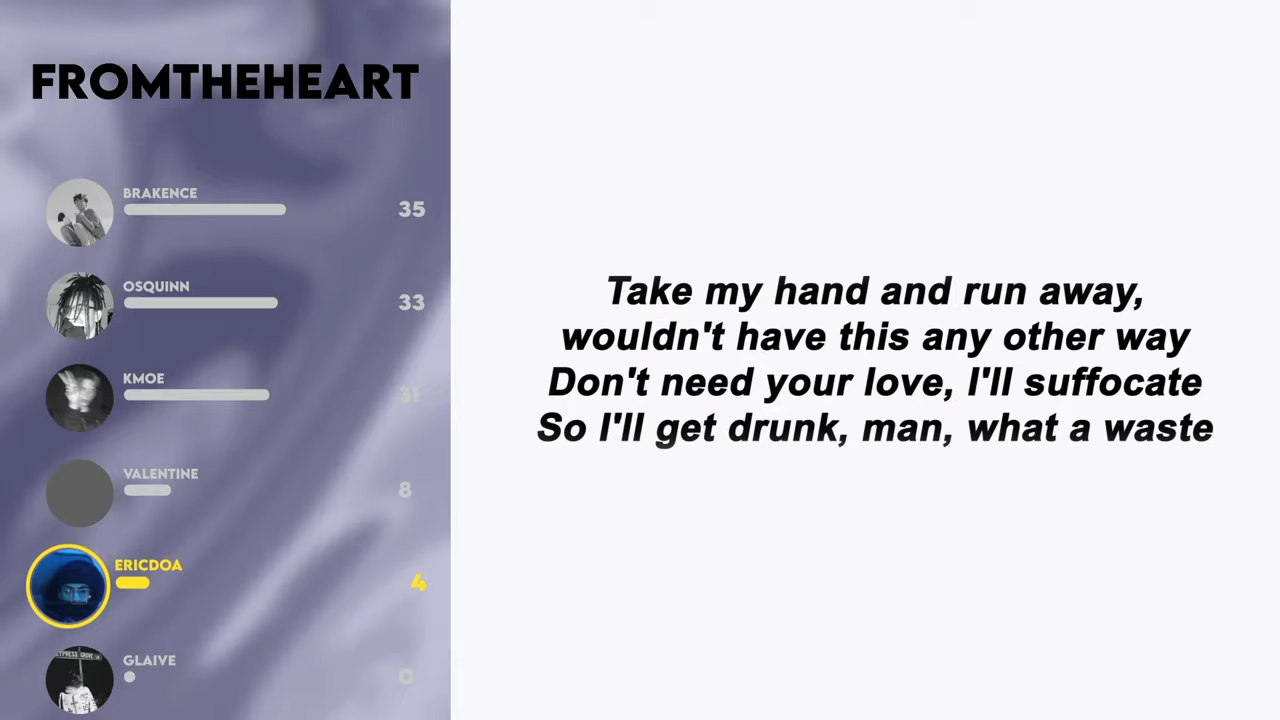 FROMTHEHEART
BRAKENCE
35
OSQUINN
33
KMOE
31
VALENTINE
8
ERICDOA
4
GLAIVE
0
Take my hand and run away,
wouldn't have this any other way
Don't need your love, I'll suffocate
So I'll get drunk, man, what a waste
CYPRESS GROVE